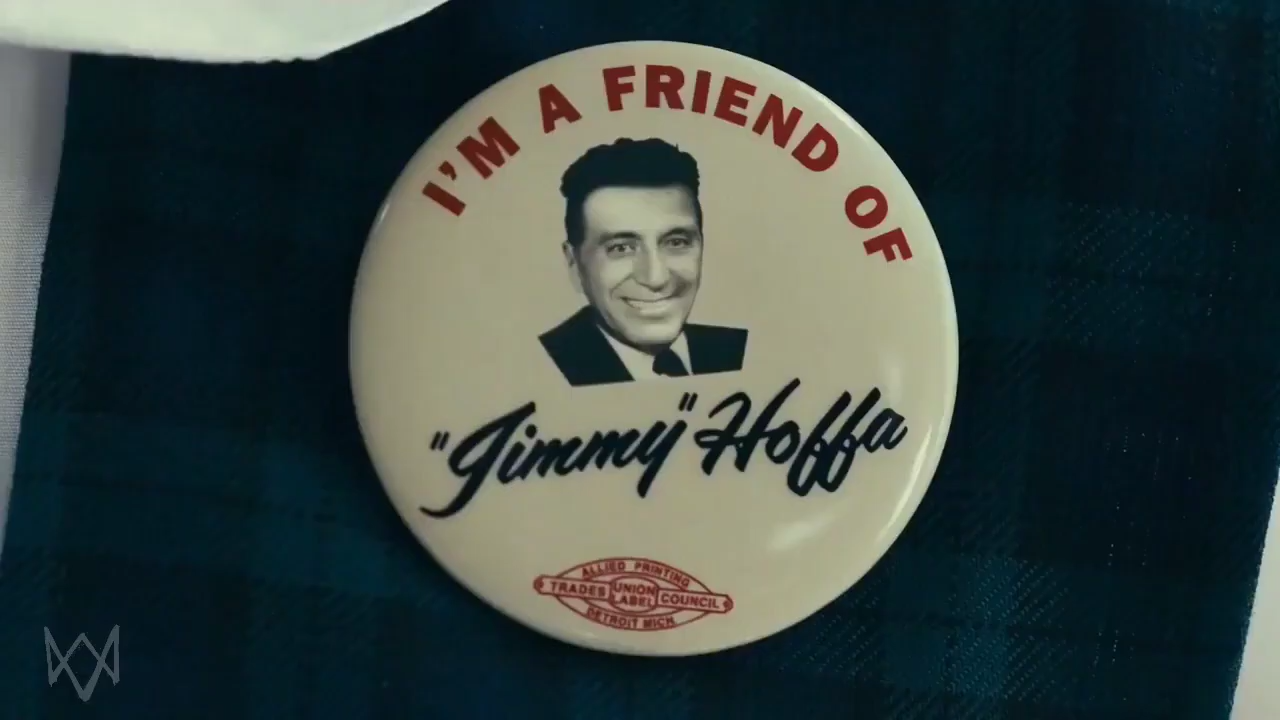 I'M A FRIEND OF
"Jimmy" Hoffa
ALLIED PRINTING
TRADES UNION LABEL COUNCIL
DETROIT MICH.